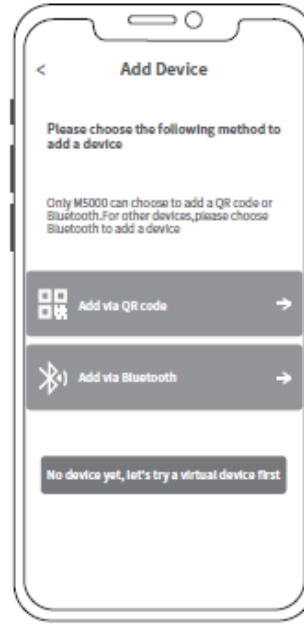 < Add Device
Please choose the following method to
add a device
Only M5000 can choose to add a QR code or
Bluetooth.For other devices,please choose
Bluetooth to add a device
Add via QR code
Add via Bluetooth
No device yet, let's try a virtual device first